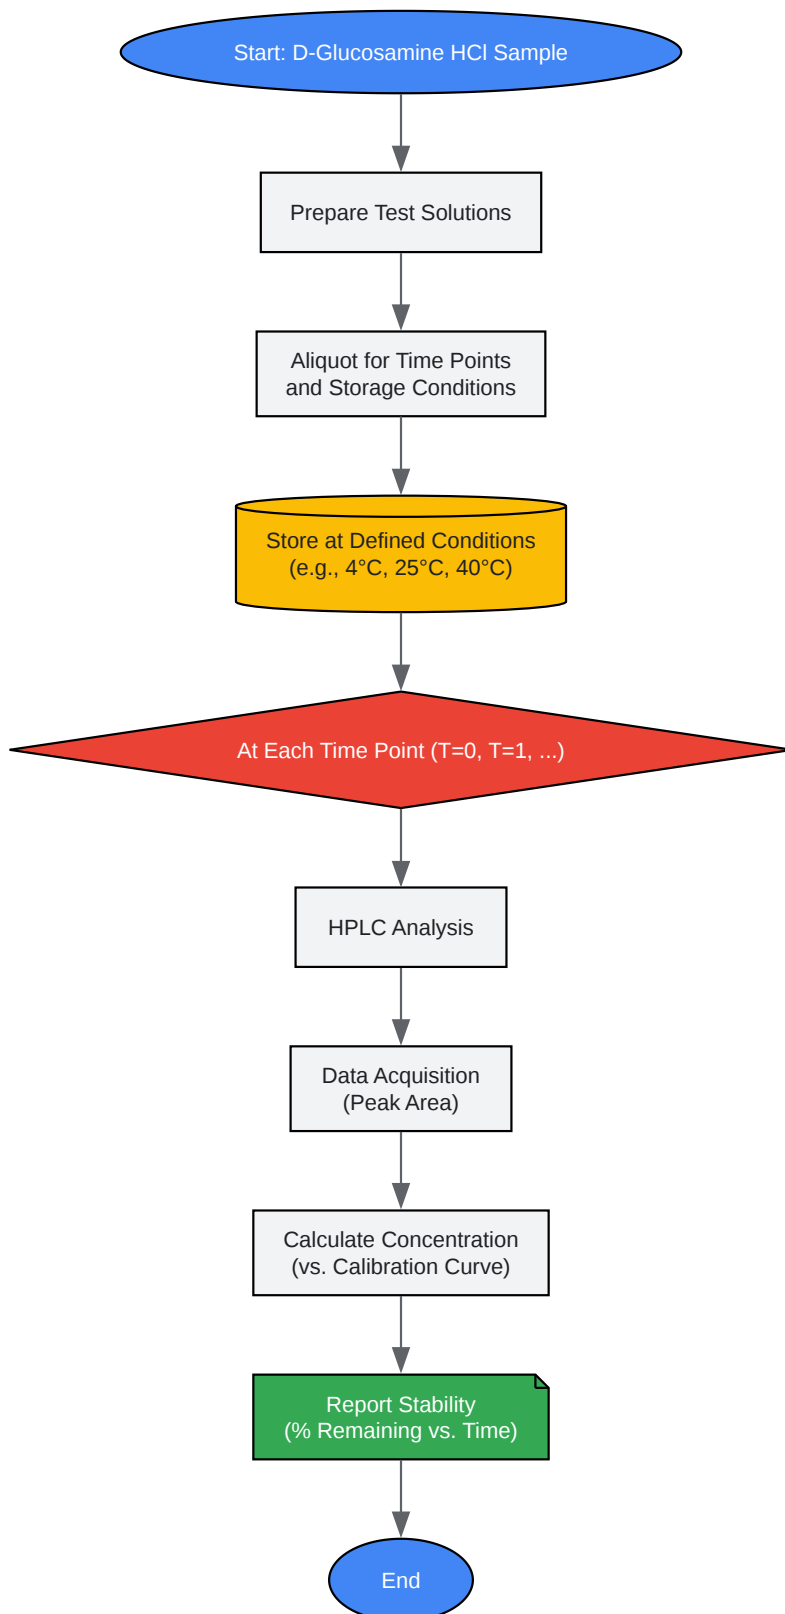 Start: D-Glucosamine HCl Sample
Prepare Test Solutions
Aliquot for Time Points
and Storage Conditions
Store at Defined Conditions
(e.g., 4°C, 25°C, 40°C)
At Each Time Point (T=0, T=1, ...)
HPLC Analysis
Data Acquisition
(Peak Area)
Calculate Concentration
(vs. Calibration Curve)
Report Stability
(% Remaining vs. Time)
End